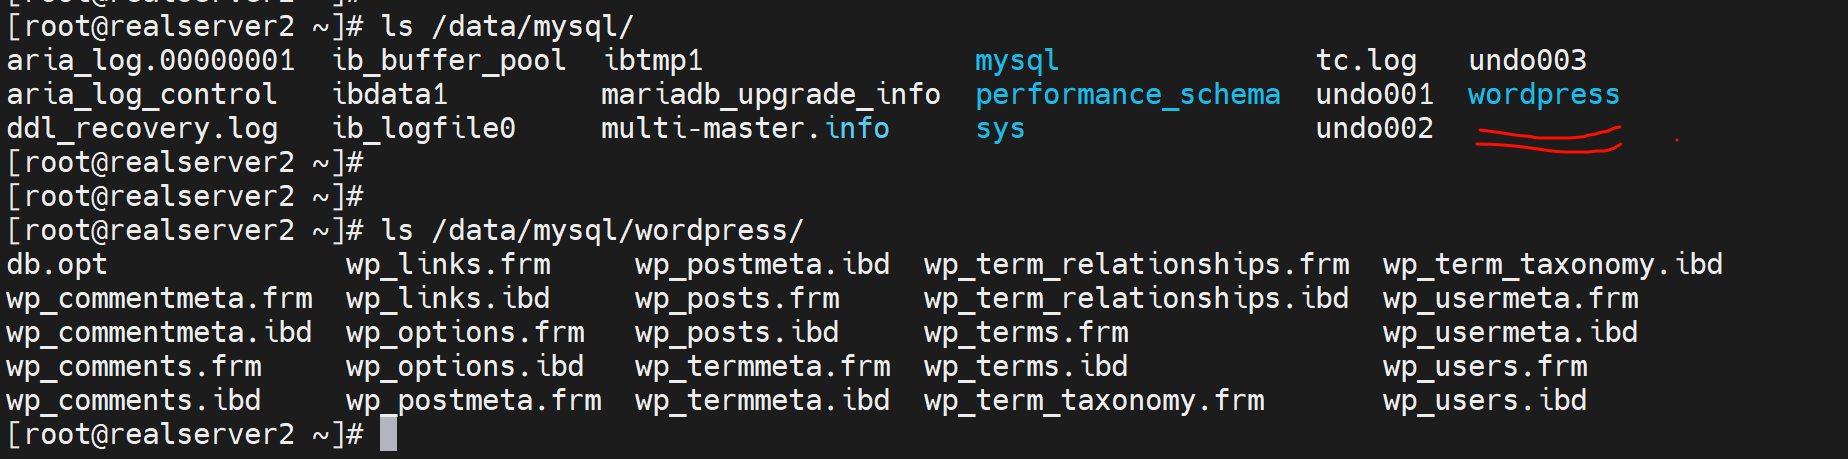 [root@realserver2 ~]#
[root@realserver2 ~]# ls /data/mysql/
aria_log.00000001  ib_buffer_pool  ibtmp1                mysql               tc.log   undo003
aria_log_control   ibdata1         mariadb_upgrade_info  performance_schema  undo001  wordpress
ddl_recovery.log   ib_logfile0     multi-master.info     sys                 undo002
[root@realserver2 ~]#
[root@realserver2 ~]#
[root@realserver2 ~]# ls /data/mysql/wordpress/
db.opt              wp_links.frm     wp_postmeta.ibd  wp_term_relationships.frm  wp_term_taxonomy.ibd
wp_commentmeta.frm  wp_links.ibd     wp_posts.frm     wp_term_relationships.ibd  wp_usermeta.frm
wp_commentmeta.ibd  wp_options.frm   wp_posts.ibd     wp_terms.frm               wp_usermeta.ibd
wp_comments.frm     wp_options.ibd   wp_termmeta.frm  wp_terms.ibd               wp_users.frm
wp_comments.ibd     wp_postmeta.frm  wp_termmeta.ibd  wp_term_taxonomy.frm       wp_users.ibd
[root@realserver2 ~]#